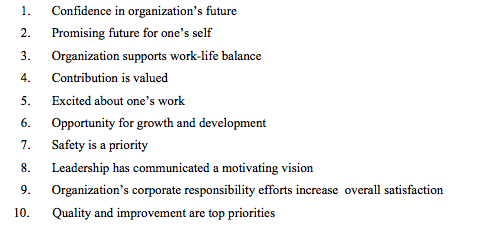 1. Confidence in organization's future
2. Promising future for one's self
3. Organization supports work-life balance
4. Contribution is valued
5. Excited about one's work
6. Opportunity for growth and development
7. Safety is a priority
8. Leadership has communicated a motivating vision
9. Organization's corporate responsibility efforts increase overall satisfaction
10. Quality and improvement are top priorities